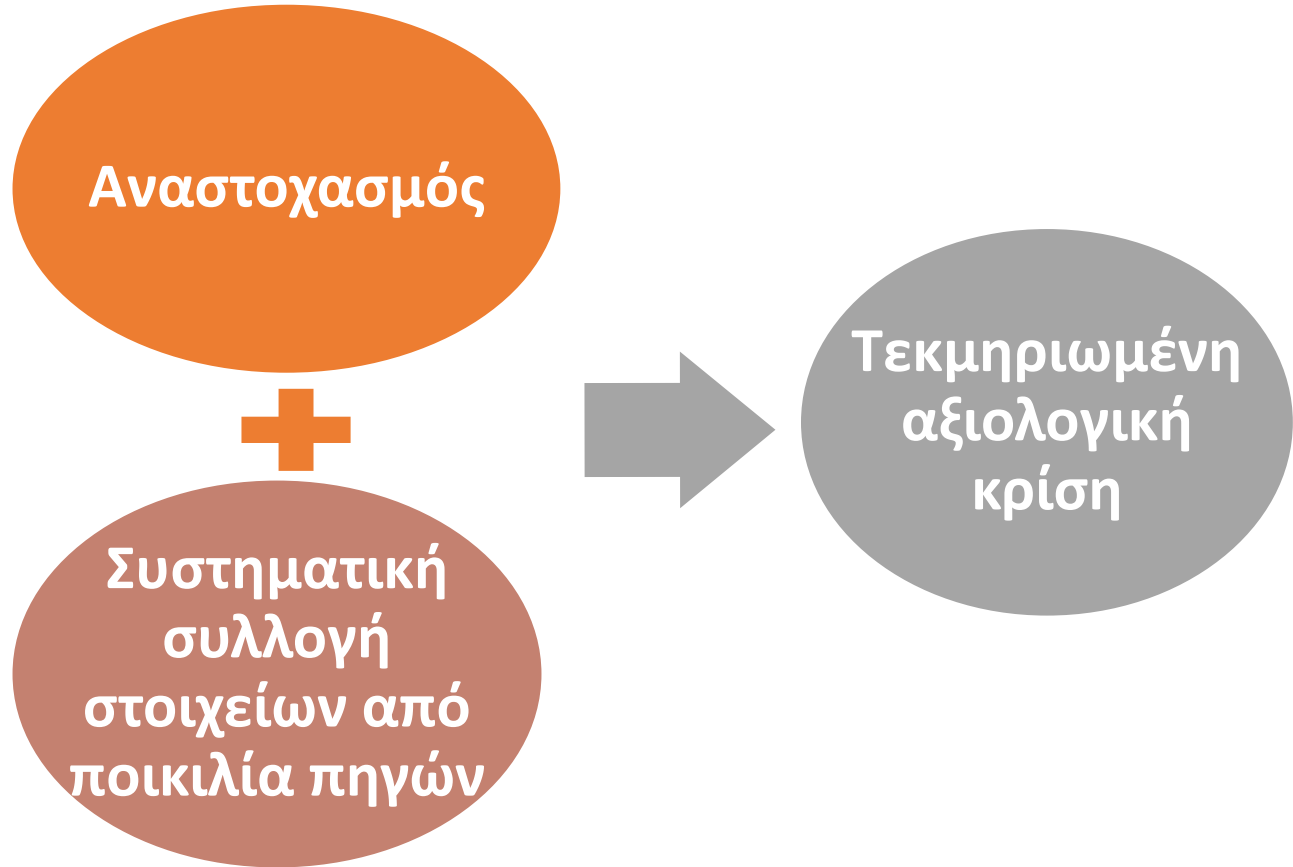 Αναστοχασμός
Συστηματική
συλλογή
στοιχείων από
ποικιλία πηγών
Τεκμηριωμένη
αξιολογική
κρίση